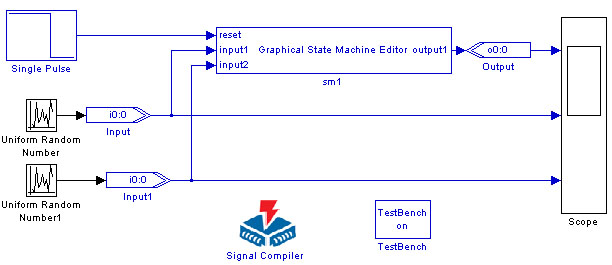 reset
input1 Graphical State Machine Editor output1
input2
sm1
Single Pulse
o0:0
Output
i0:0
Input
Uniform Random
Number
i0:0
Input1
Uniform Random
Number1
Signal Compiler
TestBench
on
TestBench
Scope